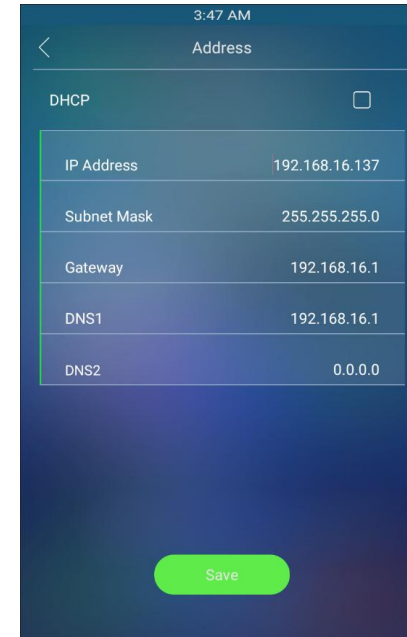 3:47 AM
Address
DHCP
IP Address 192.168.16.137
Subnet Mask 255.255.255.0
Gateway 192.168.16.1
DNS1 192.168.16.1
DNS2 0.0.0.0
Save